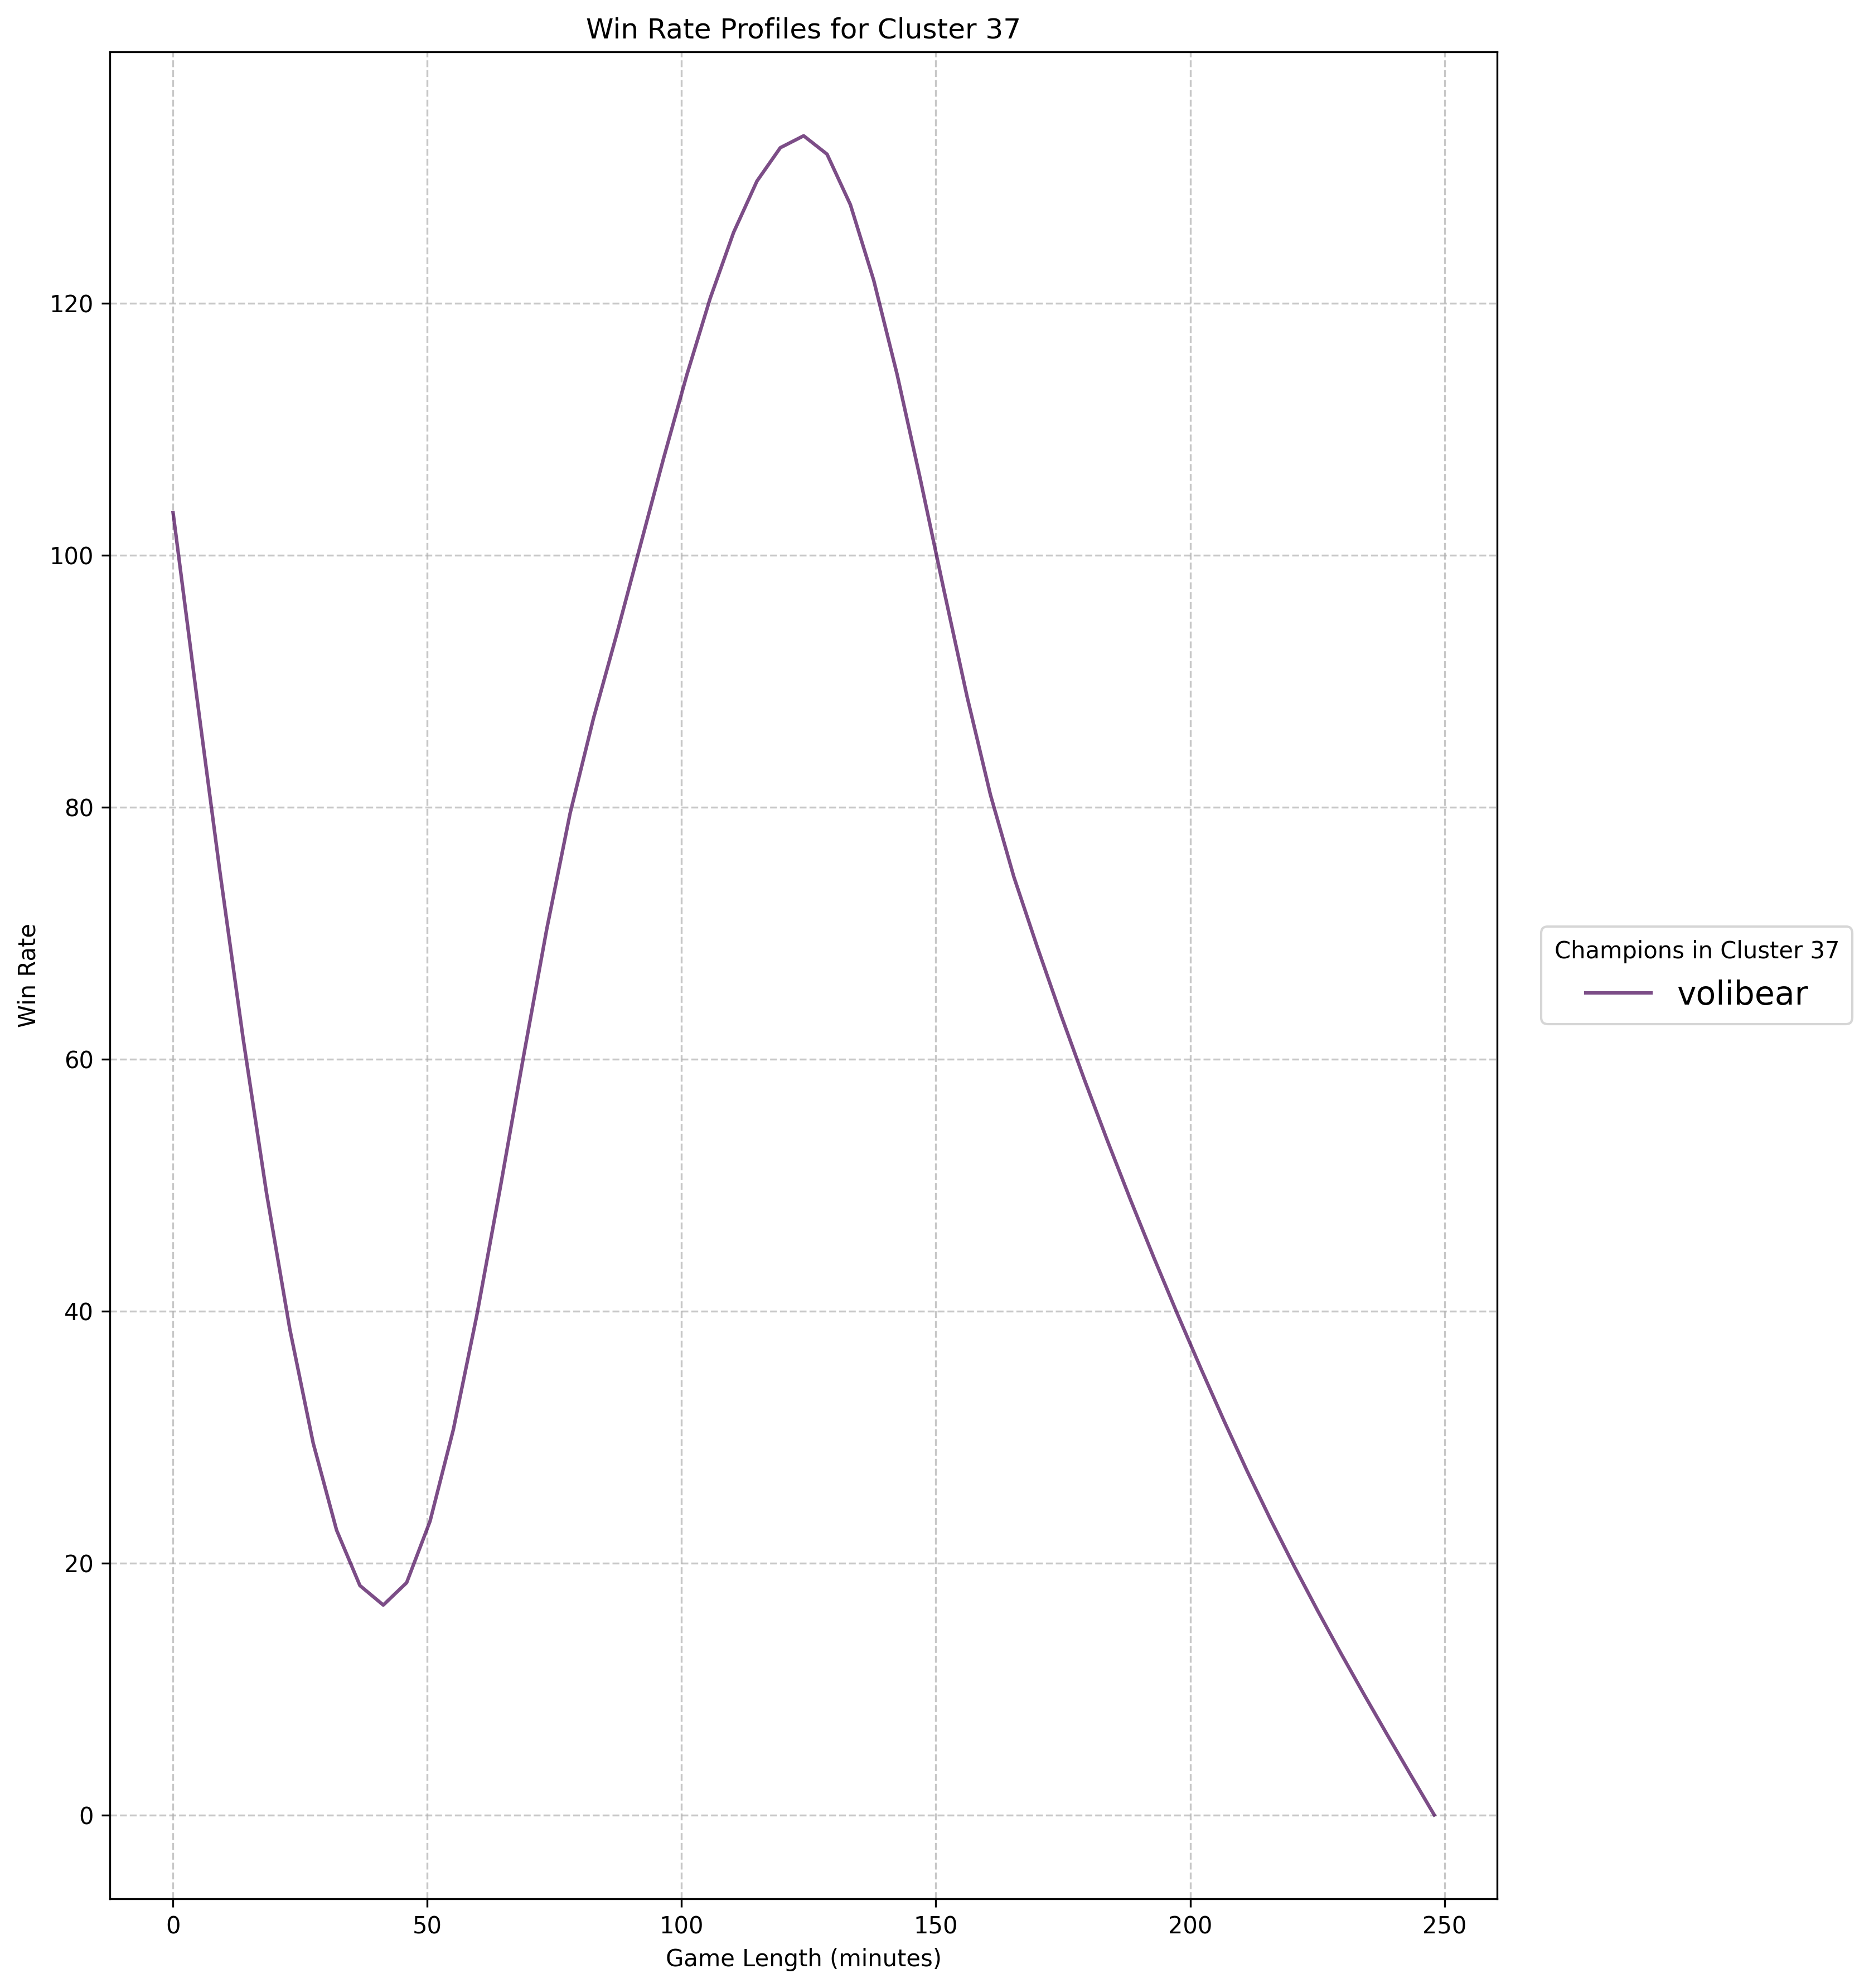 Win Rate Profiles for Cluster 37
120
100
80
60
40
20
0
Win Rate
0 50 100 150 200 250
Game Length (minutes)
Champions in Cluster 37
volibear